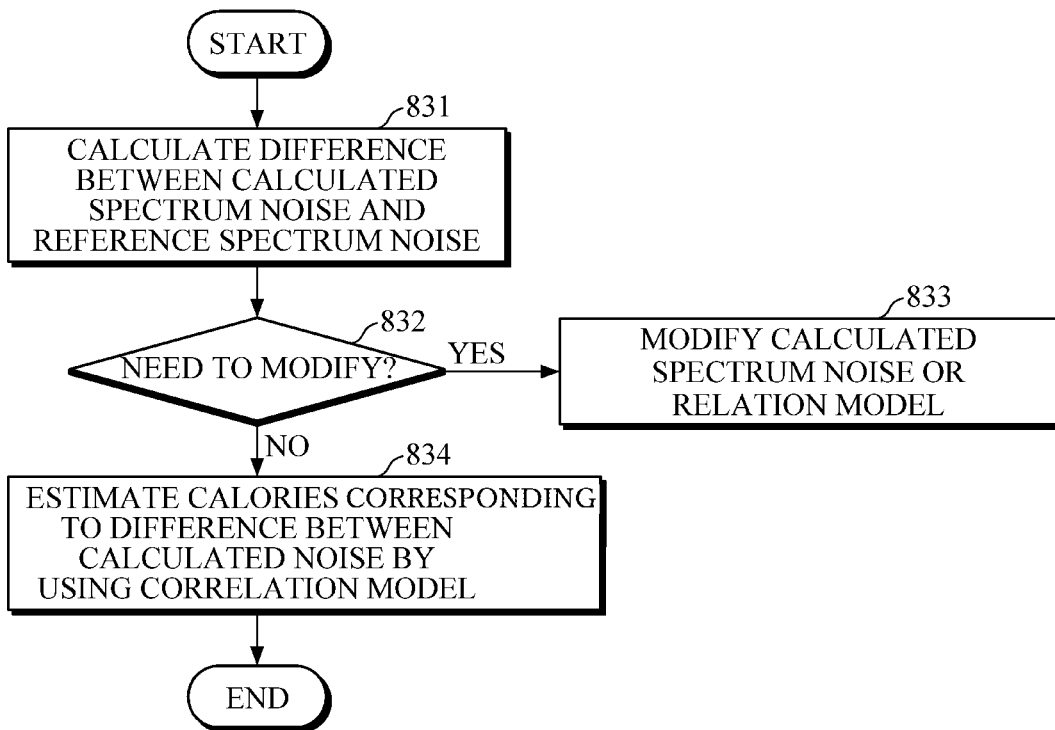 START
831
CALCULATE DIFFERENCE
BETWEEN CALCULATED
SPECTRUM NOISE AND
REFERENCE SPECTRUM NOISE
832
NEED TO MODIFY?
YES
833
MODIFY CALCULATED
SPECTRUM NOISE OR
RELATION MODEL
NO
834
ESTIMATE CALORIES CORRESPONDING
TO DIFFERENCE BETWEEN
CALCULATED NOISE BY
USING CORRELATION MODEL
END